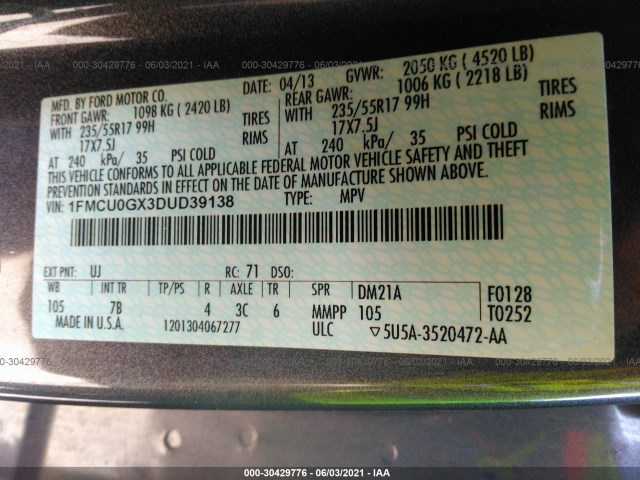 000-30429776 - 06/03/2021 - IAA
MFD. BY FORD MOTOR CO.
DATE: 04/13 GVWR: 2050 KG ( 4520 LB)
FRONT GAWR: 1098 KG ( 2420 LB)
REAR GAWR: 1006 KG ( 2218 LB)
WITH 235/55R17 99H TIRES
WITH 235/55R17 99H TIRES
17X7.5J RIMS
17X7.5J RIMS
AT 240 kPa/ 35 PSI COLD
AT 240 kPa/ 35 PSI COLD
THIS VEHICLE CONFORMS TO ALL APPLICABLE FEDERAL MOTOR VEHICLE SAFETY AND THEFT
PREVENTION STANDARDS IN EFFECT ON THE DATE OF MANUFACTURE SHOWN ABOVE.
VIN: 1FMCU0GX3DUD39138 TYPE: MPV
EXT PNT: UJ RC: 71 DSO:
WB INT TR TP/PS R AXLE TR SPR DM21A F0128
105 7B 4 3C 6 MMPP 105 T0252
MADE IN U.S.A. 1201304067277 ULC ▽5U5A-3520472-AA
000-30429776 - 06/03/2021 - IAA